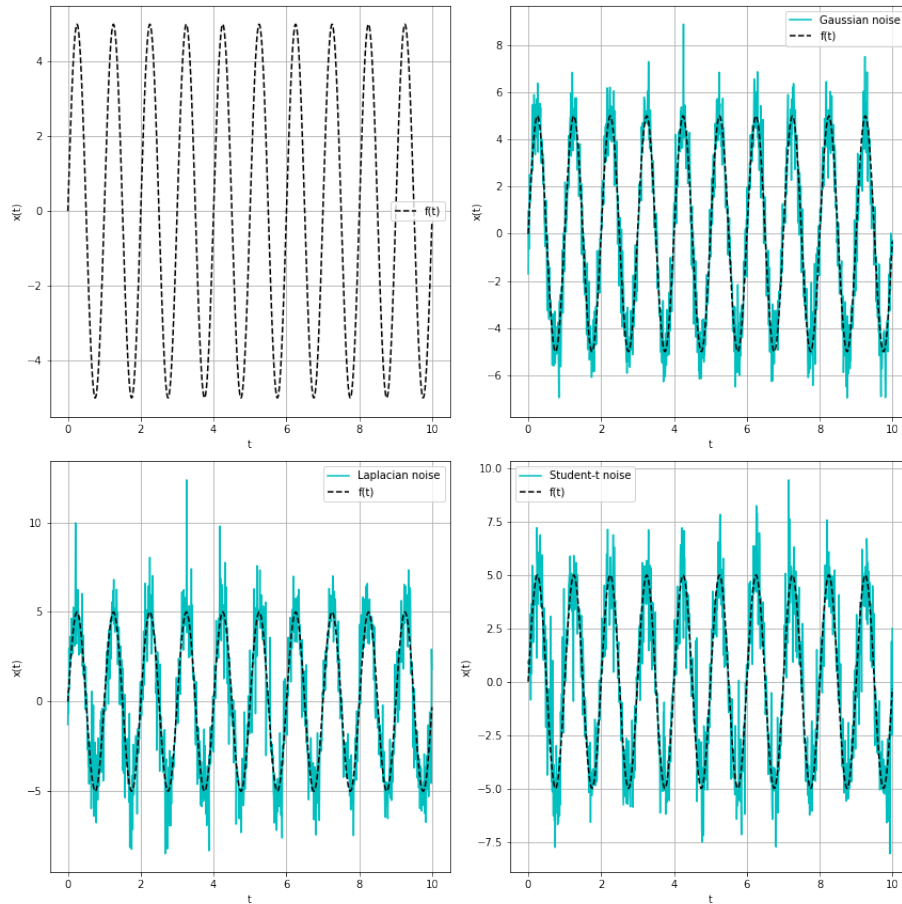 4
2
0
−2
−4
x(t)
f(t)
0 2 4 6 8 10
t
8
6
4
2
0
−2
−4
−6
x(t)
Gaussian noise
f(t)
0 2 4 6 8 10
t
10
5
0
−5
x(t)
Laplacian noise
f(t)
0 2 4 6 8 10
t
10.0
7.5
5.0
2.5
0.0
−2.5
−5.0
−7.5
x(t)
Student-t noise
f(t)
0 2 4 6 8 10
t